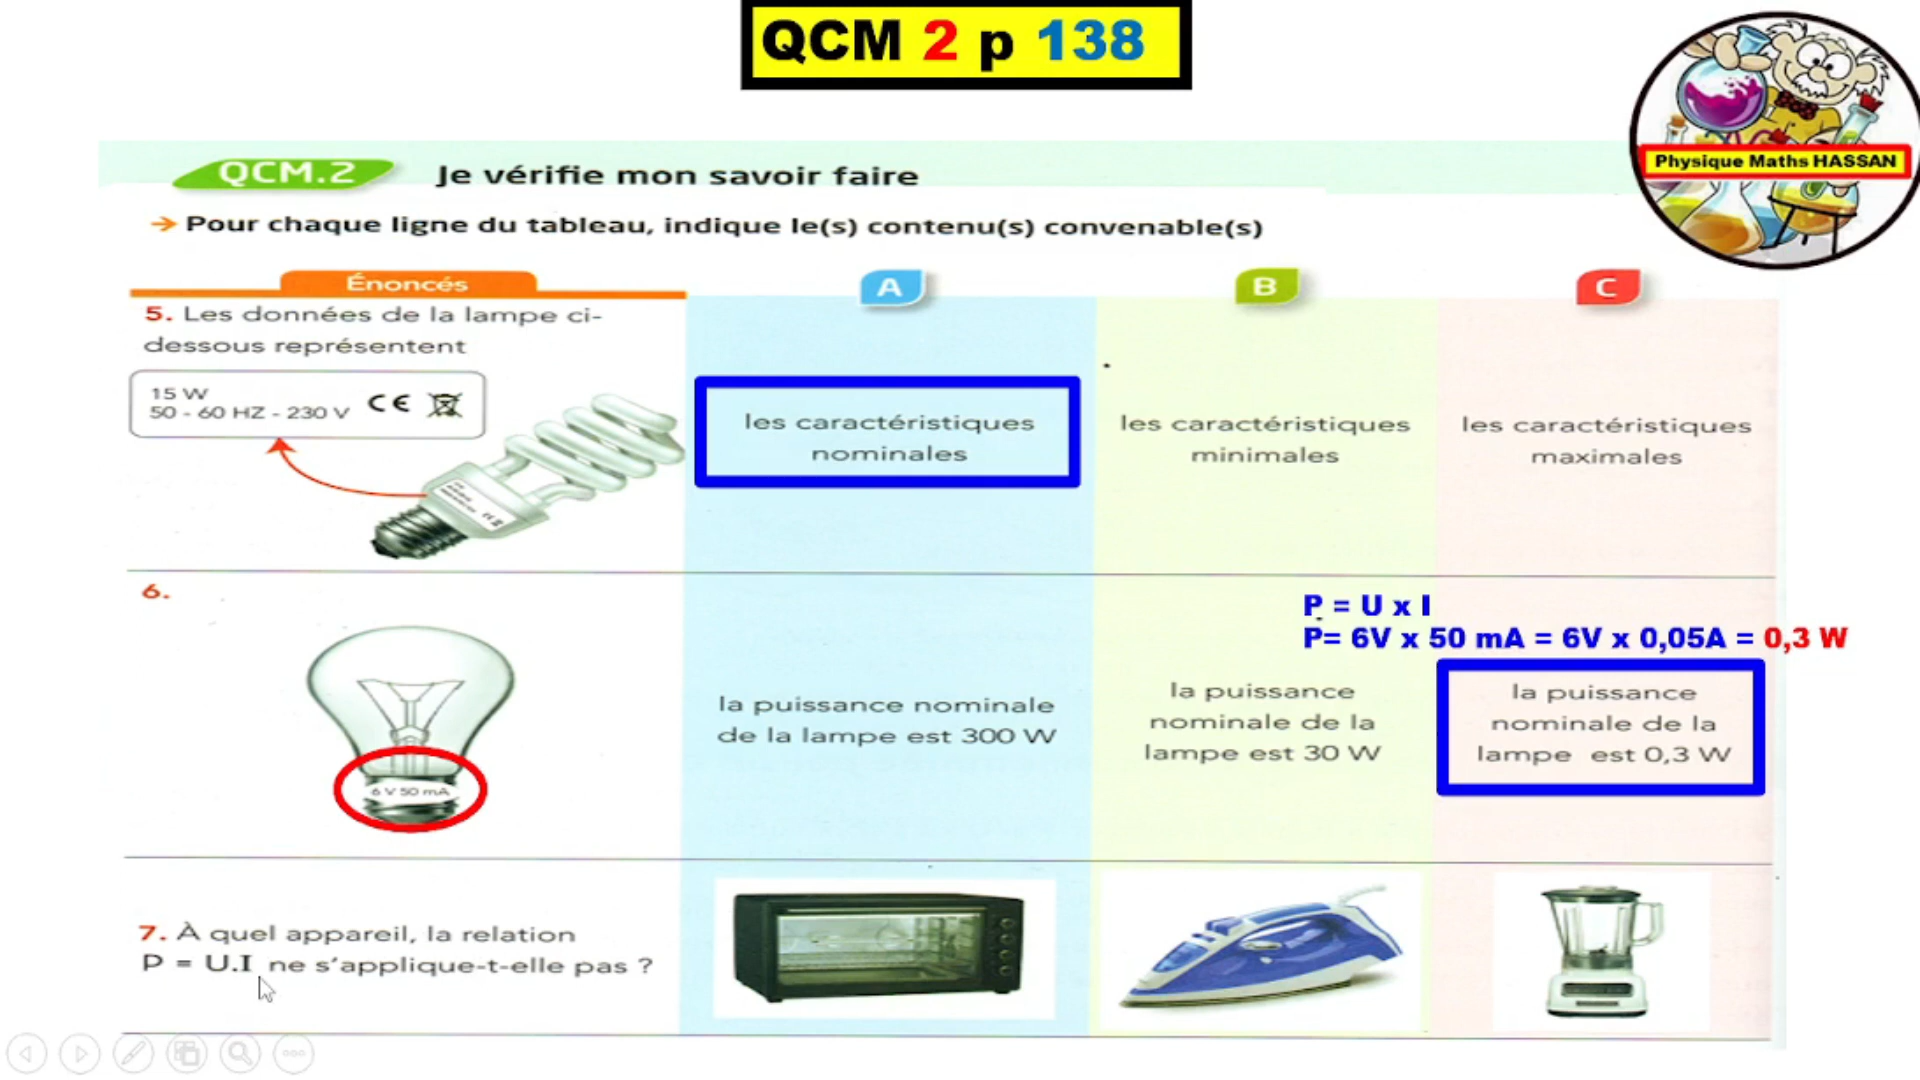 QCM 2 p 138
Physique Maths HASSAN
QCM.2 Je vérifie mon savoir faire
→ Pour chaque ligne du tableau, indique le(s) contenu(s) convenable(s)
Énoncés
A
B
C
5. Les données de la lampe ci-
dessous représentent
15 W
50 - 60 HZ - 230 V CE
les caractéristiques
nominales
les caractéristiques
minimales
les caractéristiques
maximales
6.
6 V 50 mA
P = U x I
P= 6V x 50 mA = 6V x 0,05A = 0,3 W
la puissance nominale
de la lampe est 300 W
la puissance
nominale de la
lampe est 30 W
la puissance
nominale de la
lampe est 0,3 W
7. À quel appareil, la relation
P = U.I ne s'applique-t-elle pas ?